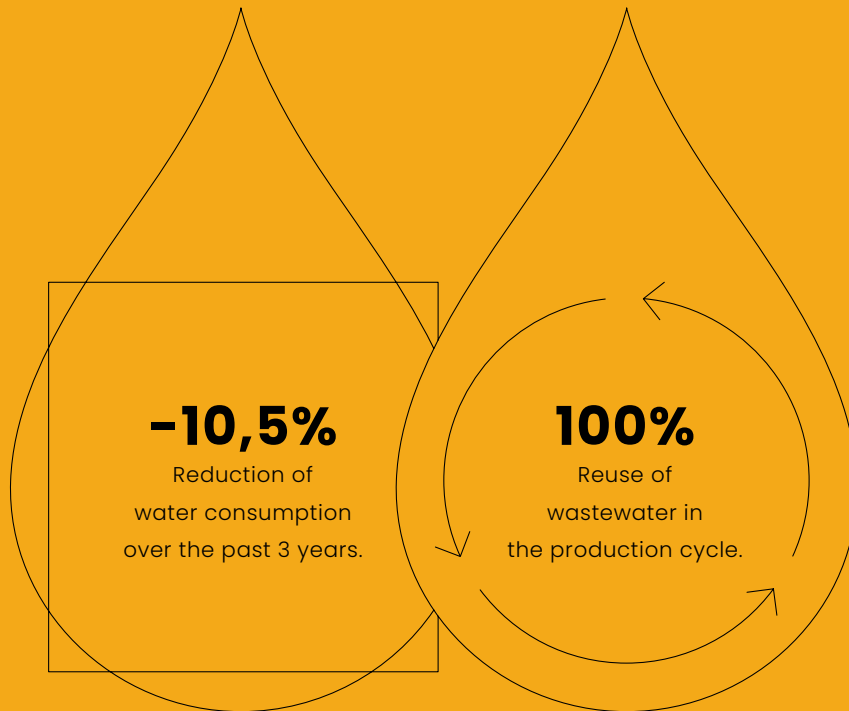 -10,5%
Reduction of
water consumption
over the past 3 years.
100%
Reuse of
wastewater in
the production cycle.